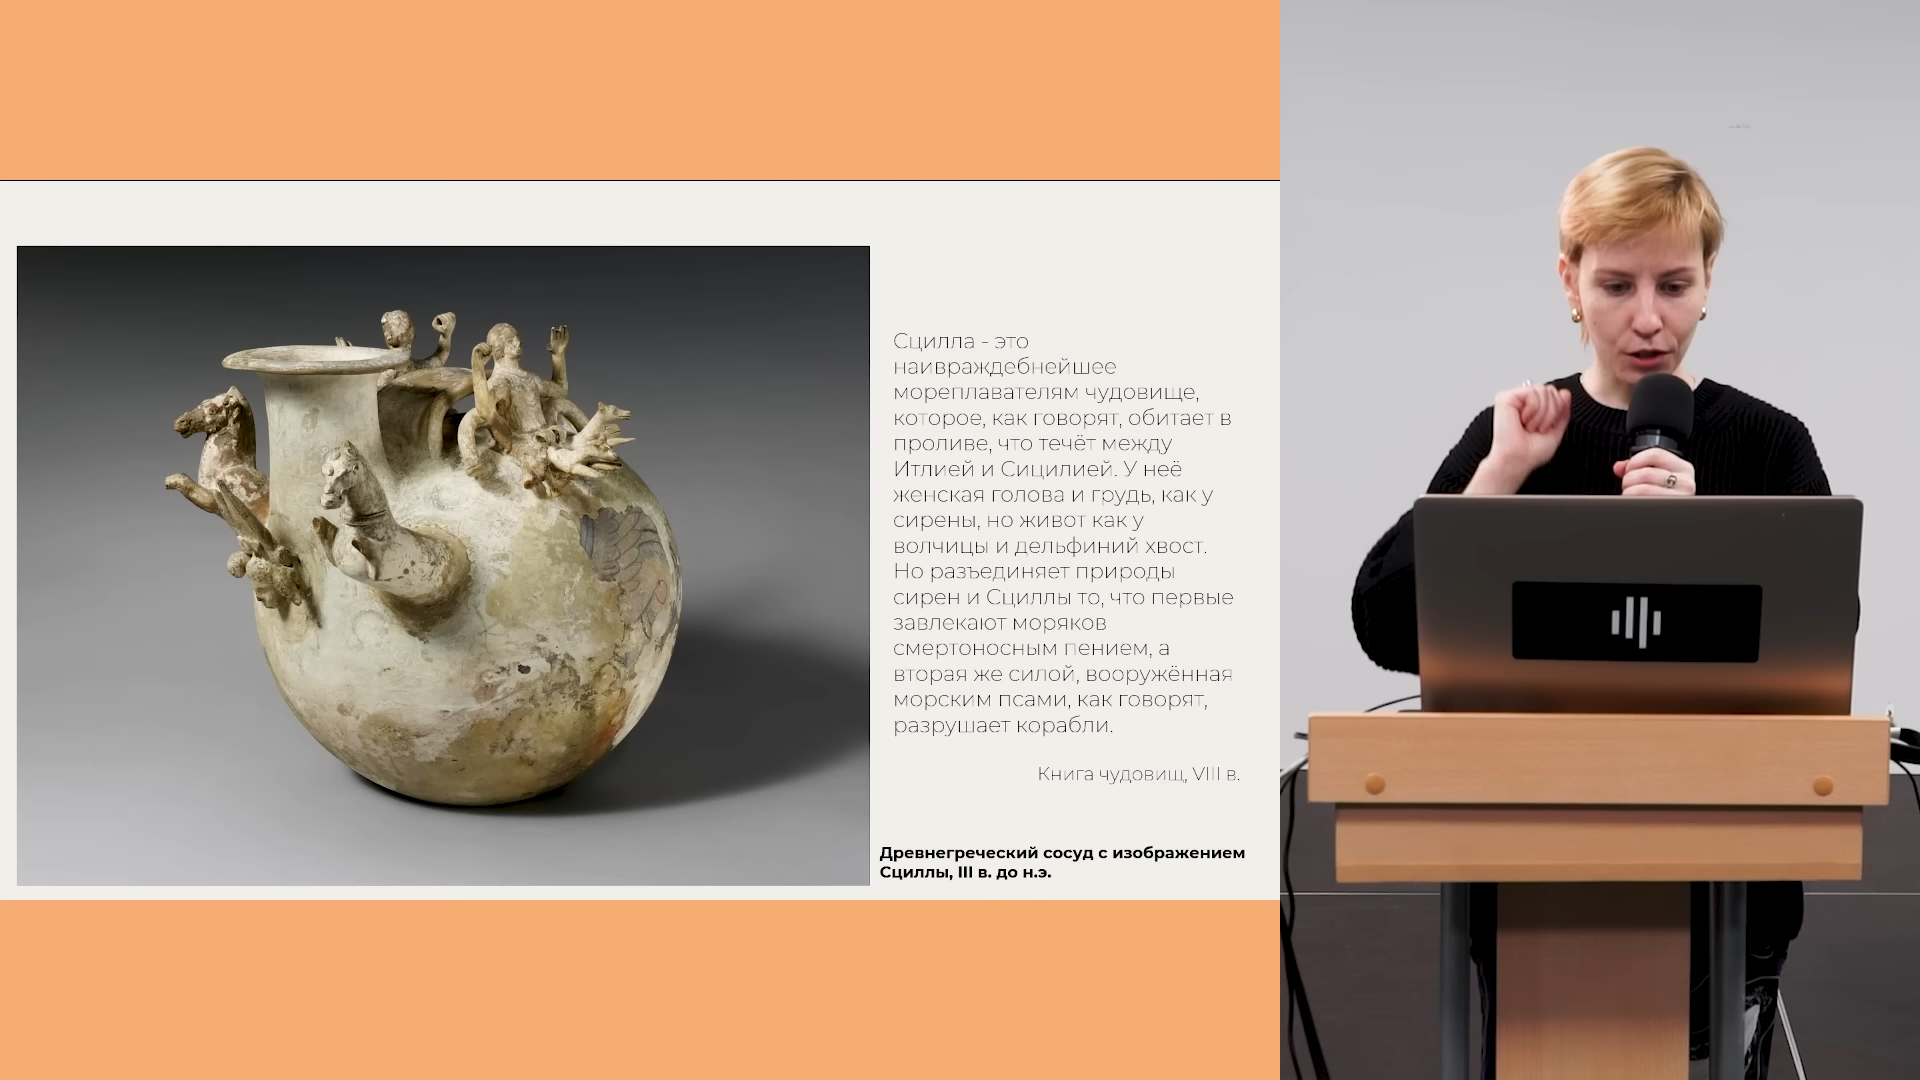 Сцилла - это
наивраждебнейшее
мореплавателям чудовище,
которое, как говорят, обитает в
проливе, что течёт между
Итлией и Сицилией. У неё
женская голова и грудь, как у
сирены, но живот как у
волчицы и дельфиний хвост.
Но разъединяет природы
сирен и Сциллы то, что первые
завлекают моряков
смертоносным пением, а
вторая же силой, вооружённая
морским псами, как говорят,
разрушает корабли.
Книга чудовищ, VIII в.
Древнегреческий сосуд с изображением
Сциллы, III в. до н.э.